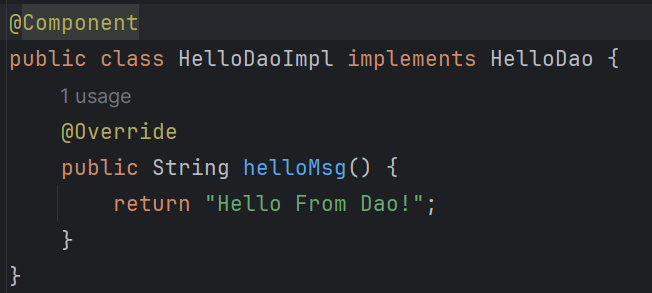 @Component
public class HelloDaoImpl implements HelloDao {
1 usage
@Override
public String helloMsg() {
return "Hello From Dao!";
}
}